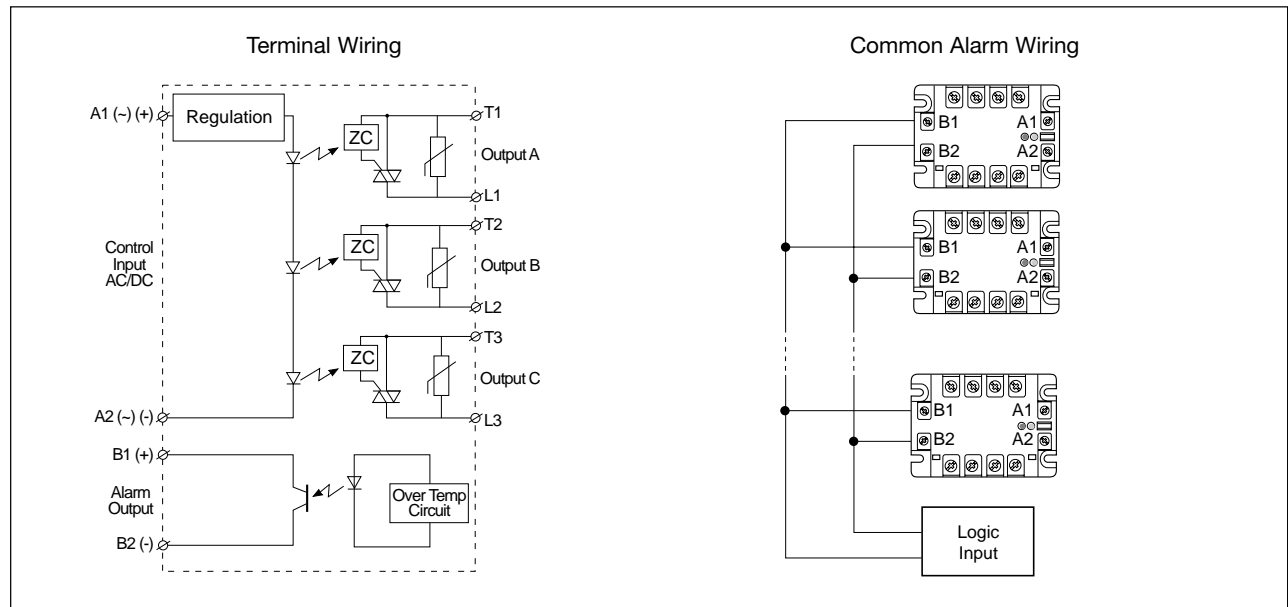 Terminal Wiring
A1 (~) (+)
Regulation
ZC
T1
Output A
L1
Control
Input
AC/DC
ZC
T2
Output B
L2
ZC
T3
Output C
L3
A2 (~) (-)
B1 (+)
Alarm
Output
B2 (-)
Over Temp
Circuit
Common Alarm Wiring
B1
A1
B2
A2
B1
A1
B2
A2
B1
A1
B2
A2
Logic
Input